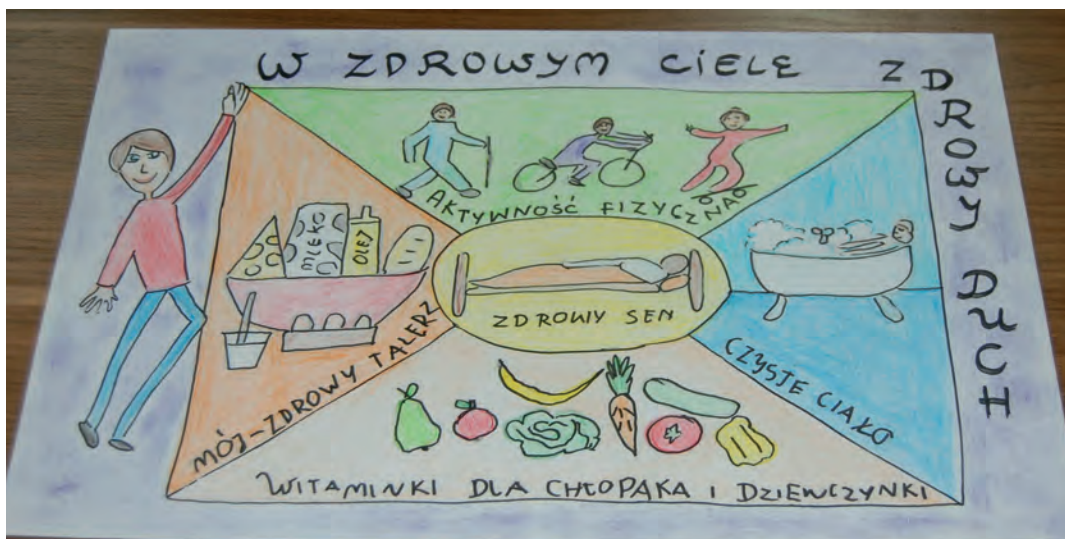 W ZDROWYM CiELE ZDROWY DUCH
AKTYWNOŚĆ FIZYCZNA
MLEKO
OLEJ
ZDROWY SEN
MÓJ-ZDROWY TALERZ
CZYSTE CIAŁO
WITAMINKI DLA CHŁOPAKA i DZIEWCZYNKI